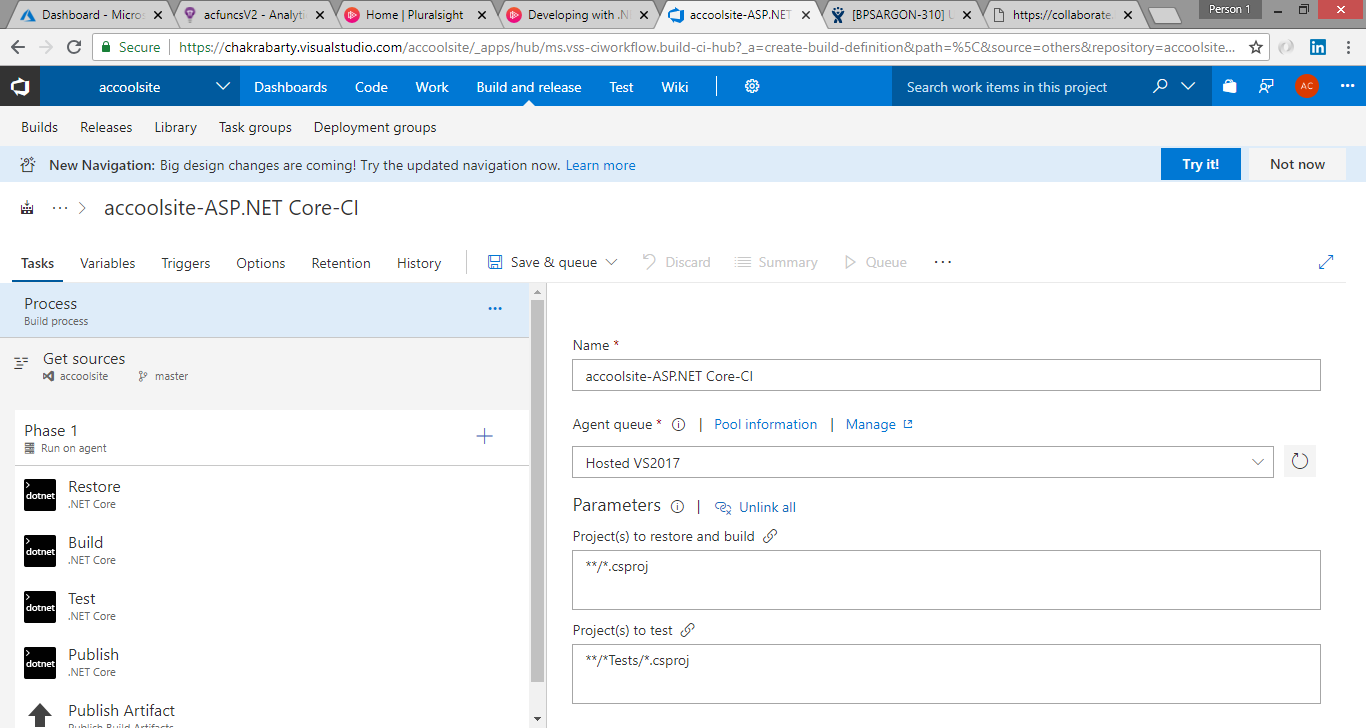 Dashboard - Micros
acfuncsV2 - Analyti
Home | Pluralsight
Developing with .N
accoolsite-ASP.NET
[BPSARGON-310] U
https://collaborate.
Person 1
Secure
https://chakrabarty.visualstudio.com/accoolsite/_apps/hub/ms.vss-ciworkflow.build-ci-hub?_a=create-build-definition&path=%5C&source=others&repository=accoolsite...
accoolsite
Dashboards
Code
Work
Build and release
Test
Wiki
Search work items in this project
AC
Builds
Releases
Library
Task groups
Deployment groups
New Navigation: Big design changes are coming! Try the updated navigation now. Learn more
Try it!
Not now
... > accoolsite-ASP.NET Core-CI
Tasks
Variables
Triggers
Options
Retention
History
Save & queue
Discard
Summary
Queue
...
Process
Build process
Get sources
accoolsite
master
Phase 1
Run on agent
dotnet
Restore
.NET Core
dotnet
Build
.NET Core
dotnet
Test
.NET Core
dotnet
Publish
.NET Core
Publish Artifact
Publish Build Artifacts
Name *
accoolsite-ASP.NET Core-CI
Agent queue * | Pool information | Manage
Hosted VS2017
Parameters | Unlink all
Project(s) to restore and build
**/*.csproj
Project(s) to test
**/*Tests/*.csproj